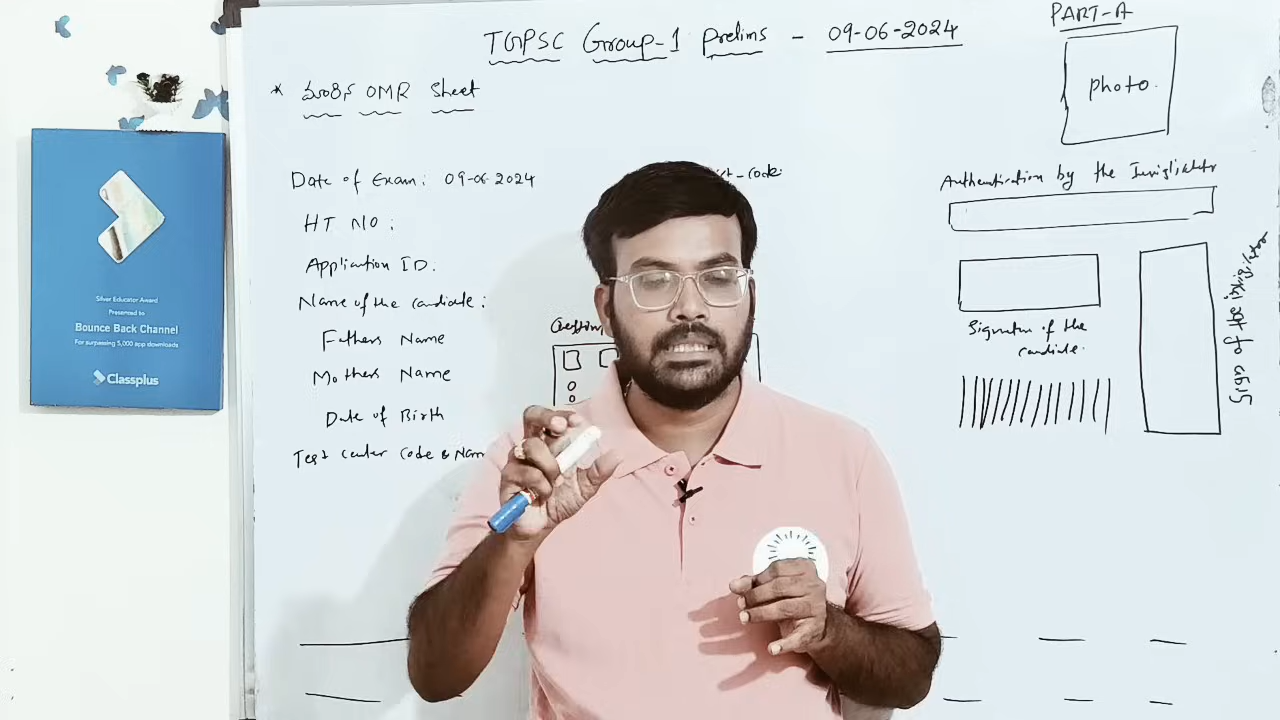 PART-A
TGPSC Group-1 Prelims - 09-06-2024
* OMR Sheet
photo.
Date of Exam: 09-06-2024
-code:
Authentication by the Invigilator
HT NO:
Application ID.
Name of the candidate:
Fathers Name
Mothers Name
Date of Birth
Test center Code & Nam
Signature of the
candidate.
sign of the
Silver Educator Award
Presented to
Bounce Back Channel
For surpassing 5,000 app downloads
Classplus